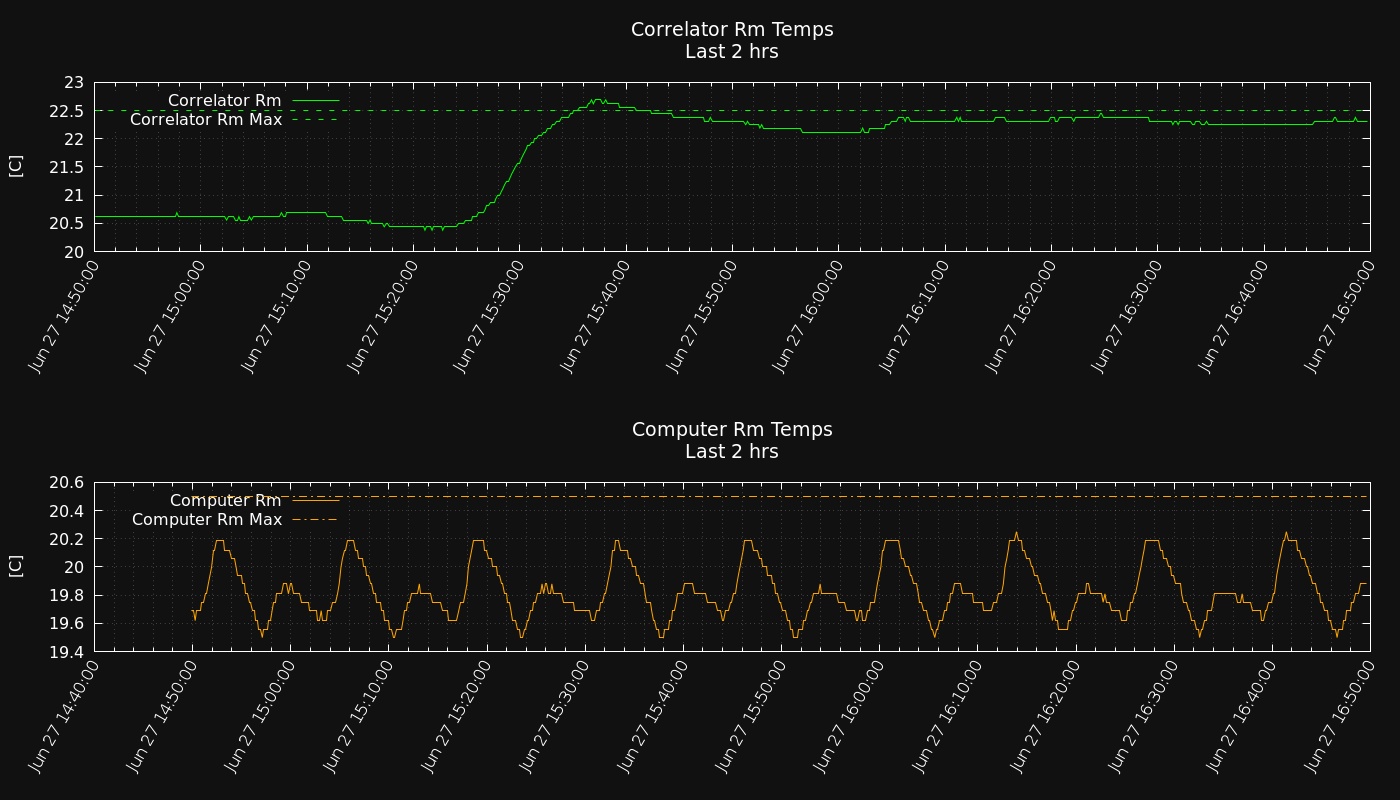 Correlator Rm Temps
Last 2 hrs
23
22.5
22
21.5
21
20.5
20
[C]
Correlator Rm
Correlator Rm Max
Jun 27 14:50:00
Jun 27 15:00:00
Jun 27 15:10:00
Jun 27 15:20:00
Jun 27 15:30:00
Jun 27 15:40:00
Jun 27 15:50:00
Jun 27 16:00:00
Jun 27 16:10:00
Jun 27 16:20:00
Jun 27 16:30:00
Jun 27 16:40:00
Jun 27 16:50:00
Computer Rm Temps
Last 2 hrs
20.6
20.4
20.2
20
19.8
19.6
19.4
[C]
Computer Rm
Computer Rm Max
Jun 27 14:40:00
Jun 27 14:50:00
Jun 27 15:00:00
Jun 27 15:10:00
Jun 27 15:20:00
Jun 27 15:30:00
Jun 27 15:40:00
Jun 27 15:50:00
Jun 27 16:00:00
Jun 27 16:10:00
Jun 27 16:20:00
Jun 27 16:30:00
Jun 27 16:40:00
Jun 27 16:50:00